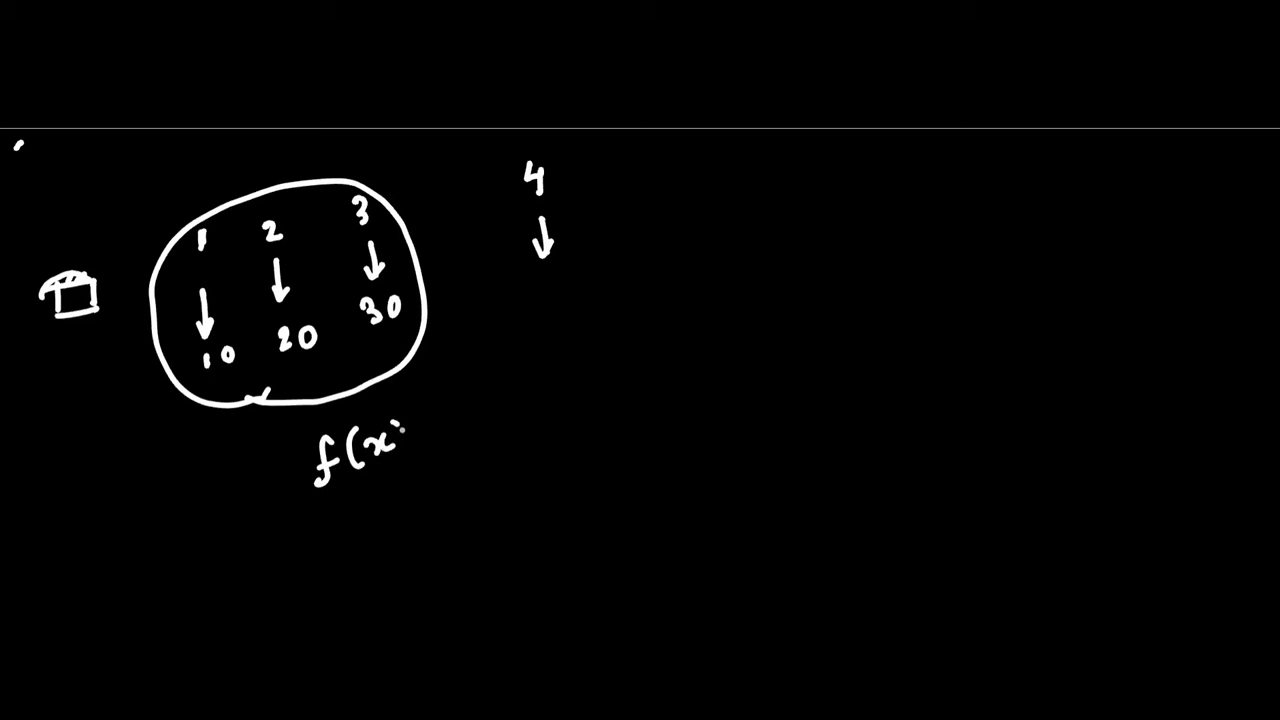 1 2 3 4
↓ ↓ ↓ ↓
10 20 30
f(x)